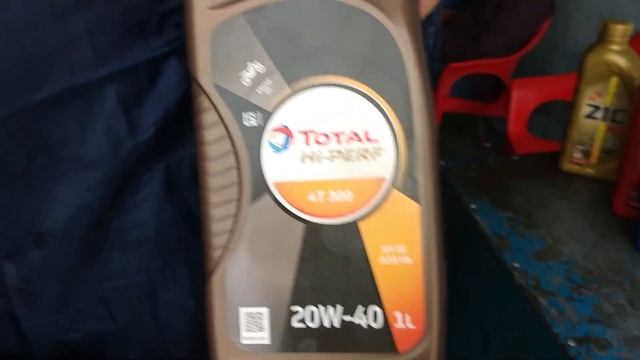 TOTAL
HI-PERF
4T 300
20W-40 1L
ZIC